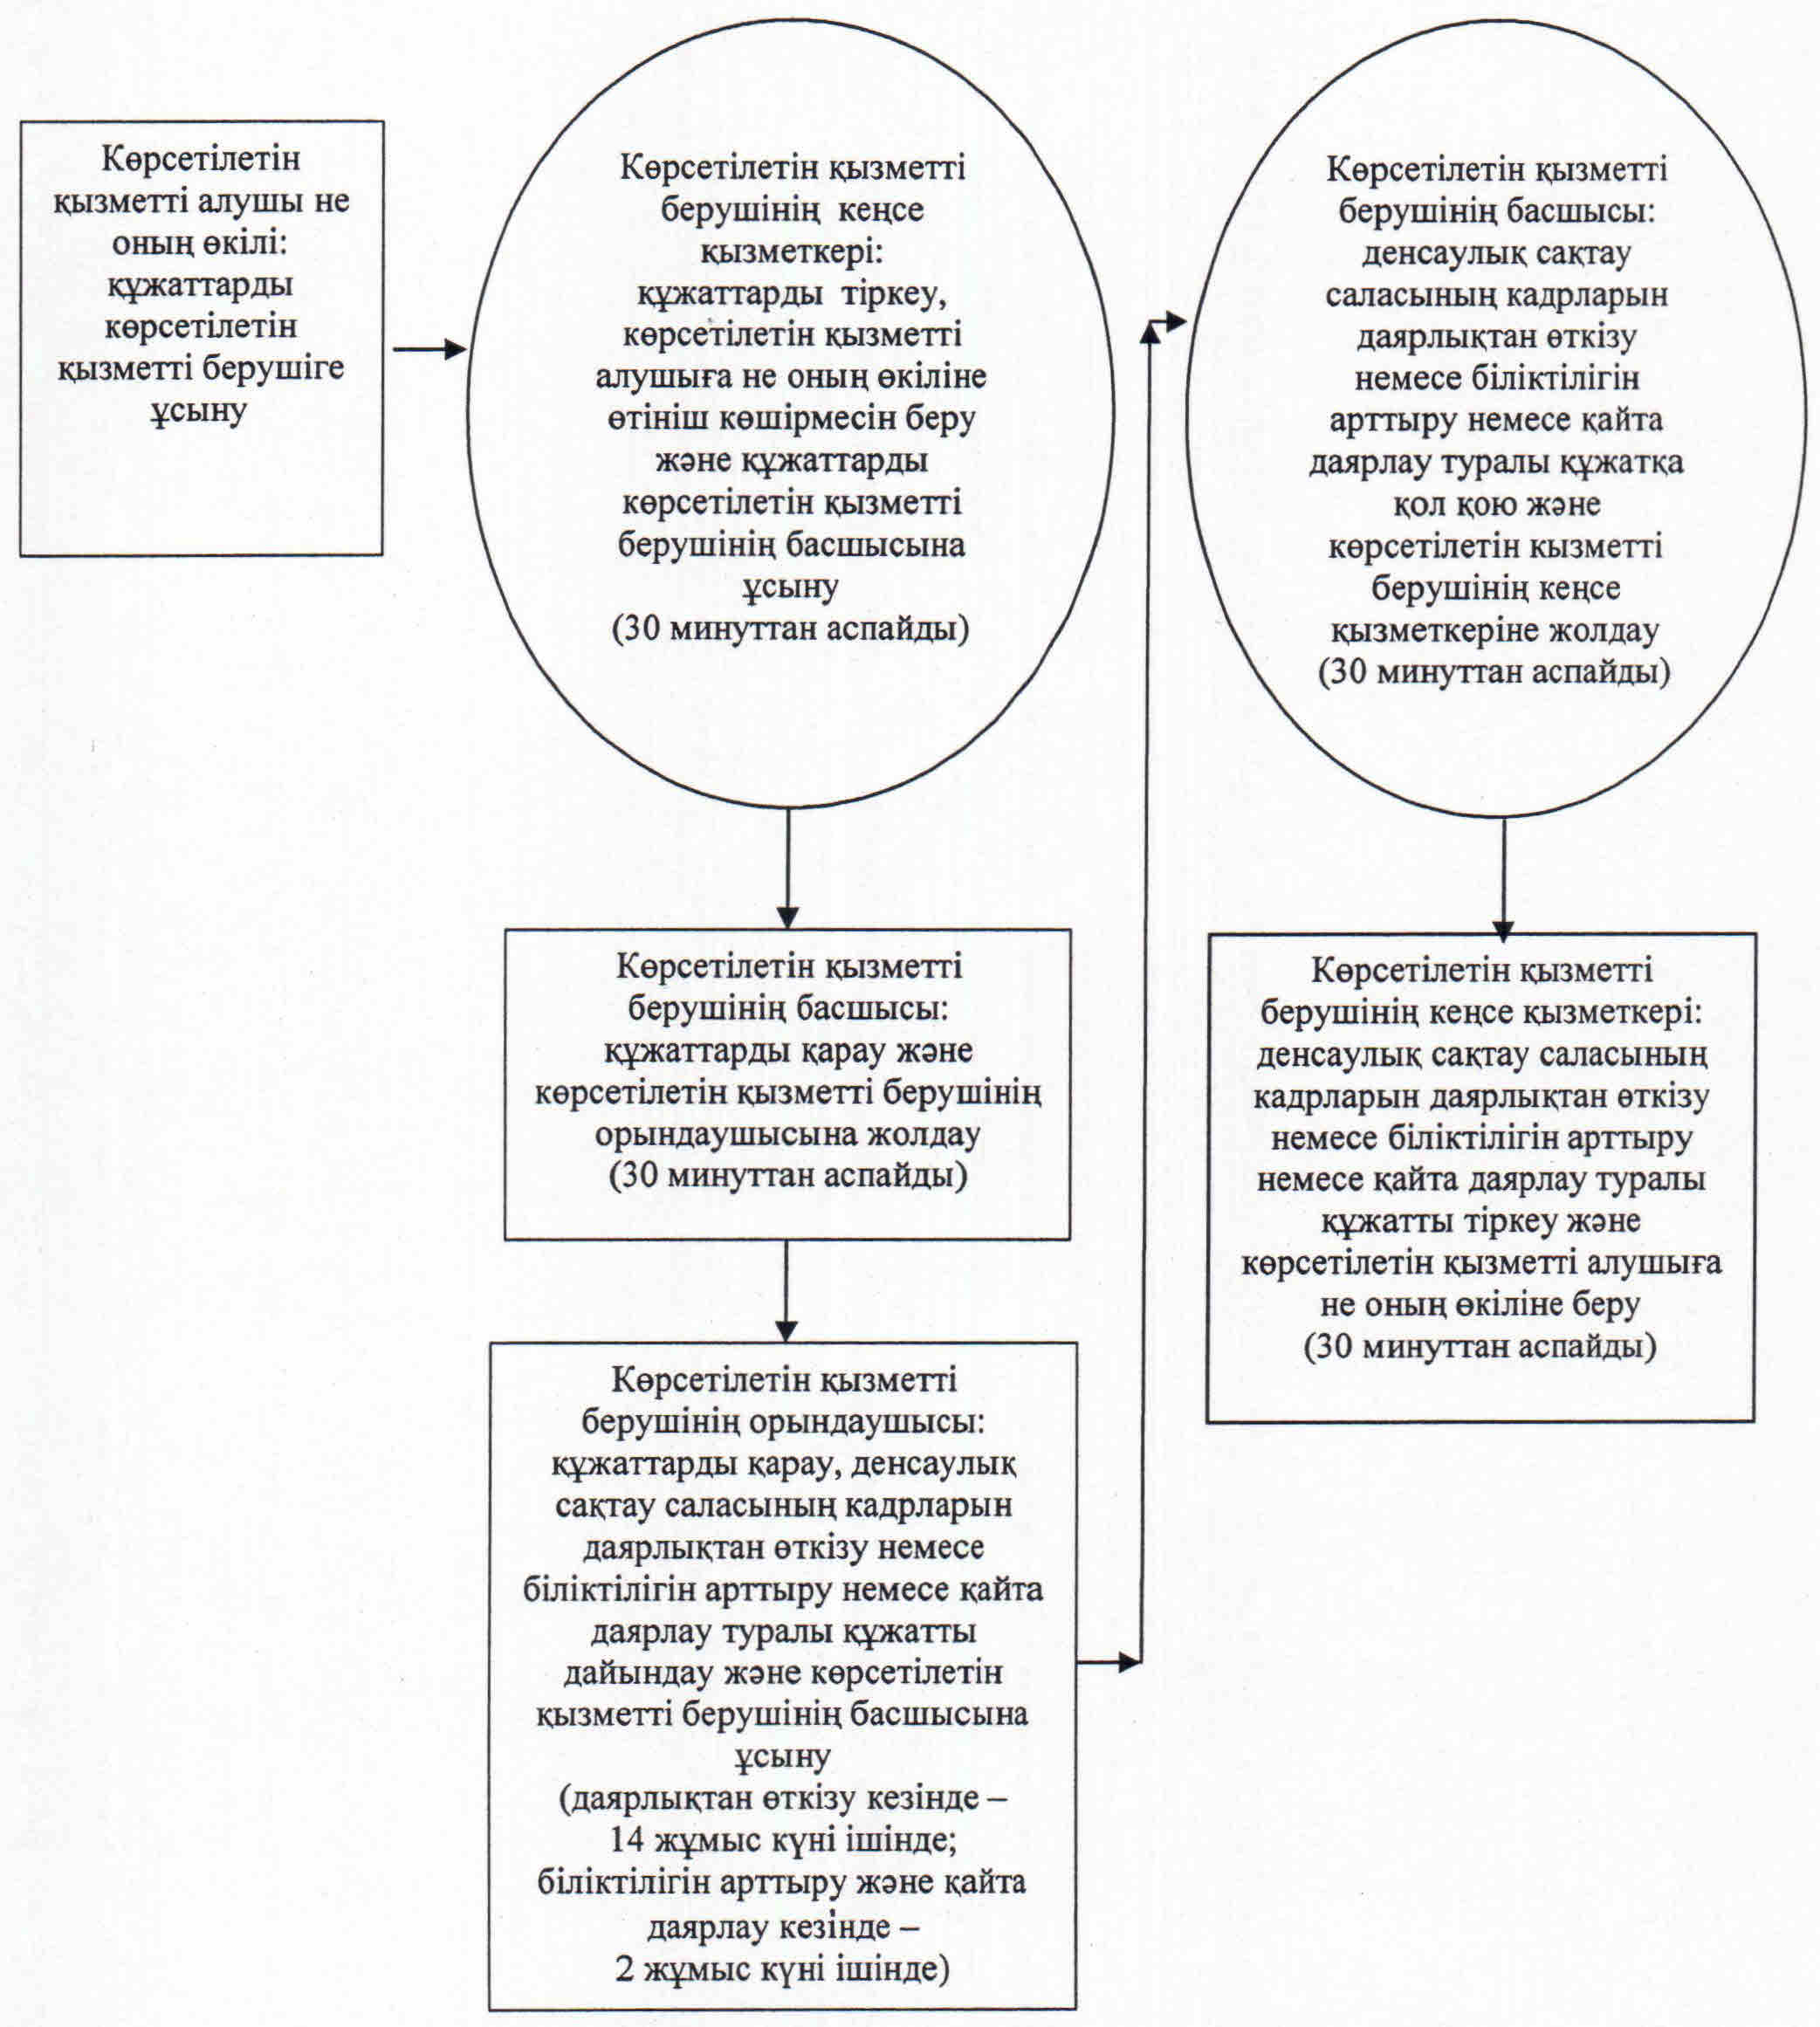 Көрсетілетін
қызметті алушы не
оның өкілі:
құжаттарды
көрсетілетін
қызметті берушіге
ұсыну
Көрсетілетін қызметті
берушінің кеңсе
қызметкері:
құжаттарды тіркеу,
көрсетілетін қызметті
алушыға не оның өкіліне
өтініш көшірмесін беру
және құжаттарды
көрсетілетін қызметті
берушінің басшысына
ұсыну
(30 минуттан аспайды)
Көрсетілетін қызметті
берушінің басшысы:
құжаттарды қарау және
көрсетілетін қызметті берушінің
орындаушысына жолдау
(30 минуттан аспайды)
Көрсетілетін қызметті
берушінің орындаушысы:
құжаттарды қарау, денсаулық
сақтау саласының кадрларын
даярлықтан өткізу немесе
біліктілігін арттыру немесе қайта
даярлау туралы құжатты
дайындау және көрсетілетін
қызметті берушінің басшысына
ұсыну
(даярлықтан өткізу кезінде –
14 жұмыс күні ішінде;
біліктілігін арттыру және қайта
даярлау кезінде –
2 жұмыс күні ішінде)
Көрсетілетін қызметті
берушінің басшысы:
денсаулық сақтау
саласының кадрларын
даярлықтан өткізу
немесе біліктілігін
арттыру немесе қайта
даярлау туралы құжатқа
қол қою және
көрсетілетін кызметті
берушінің кеңсе
қызметкеріне жолдау
(30 минуттан аспайды)
Көрсетілетін қызметті
берушінің кеңсе қызметкері:
денсаулық сақтау саласының
кадрларын даярлықтан өткізу
немесе біліктілігін арттыру
немесе қайта даярлау туралы
құжатты тіркеу және
көрсетілетін қызметті алушыға
не оның өкіліне беру
(30 минуттан аспайды)